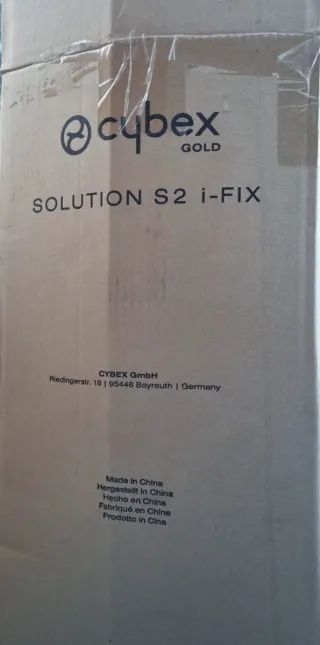 cybex
GOLD
SOLUTION S2 i-FIX
CYBEX GmbH
Riedingerstr. 18 | 95448 Bayreuth | Germany
Made in China
Hergestellt in China
Hecho en China
Fabriqué en Chine
Prodotto in Cina